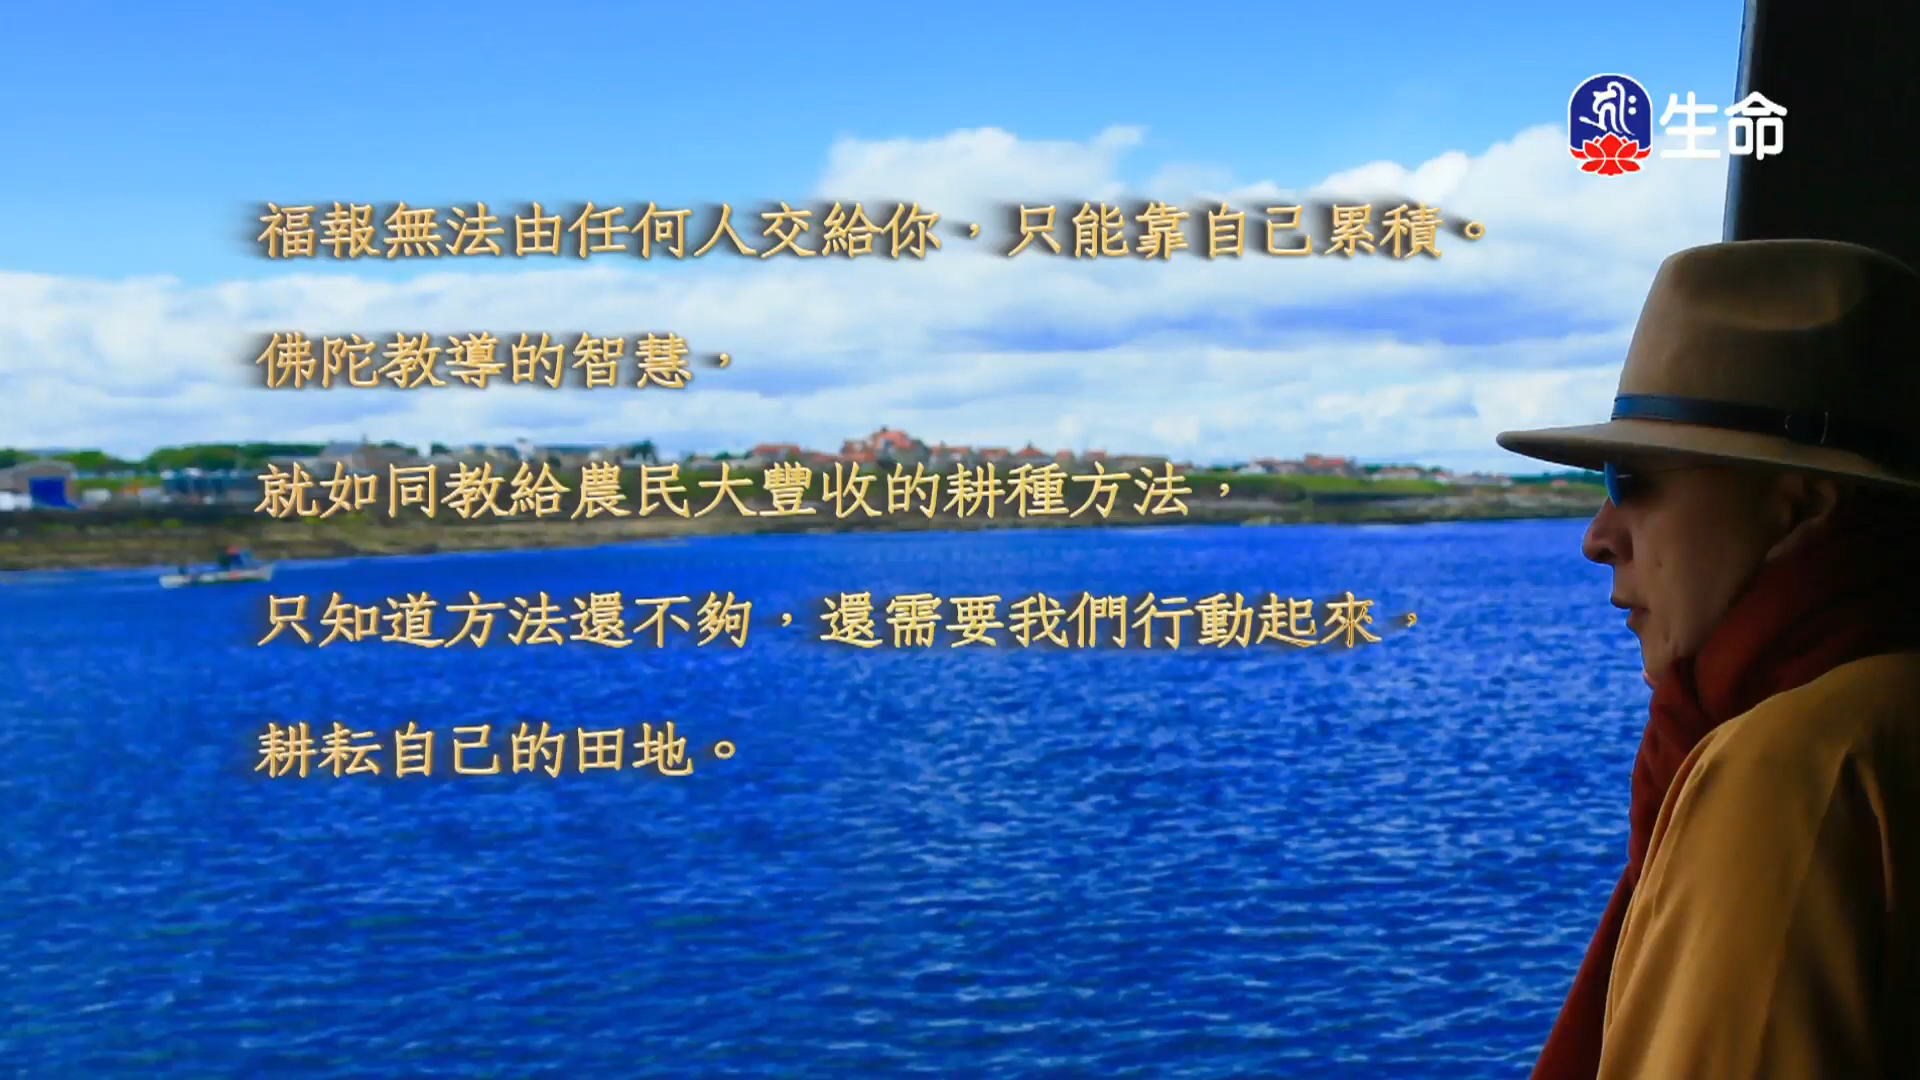 生命
福報無法由任何人交給你，只能靠自己累積。
佛陀教導的智慧，
就如同教給農民大豐收的耕種方法，
只知道方法還不夠，還需要我們行動起來，
耕耘自己的田地。